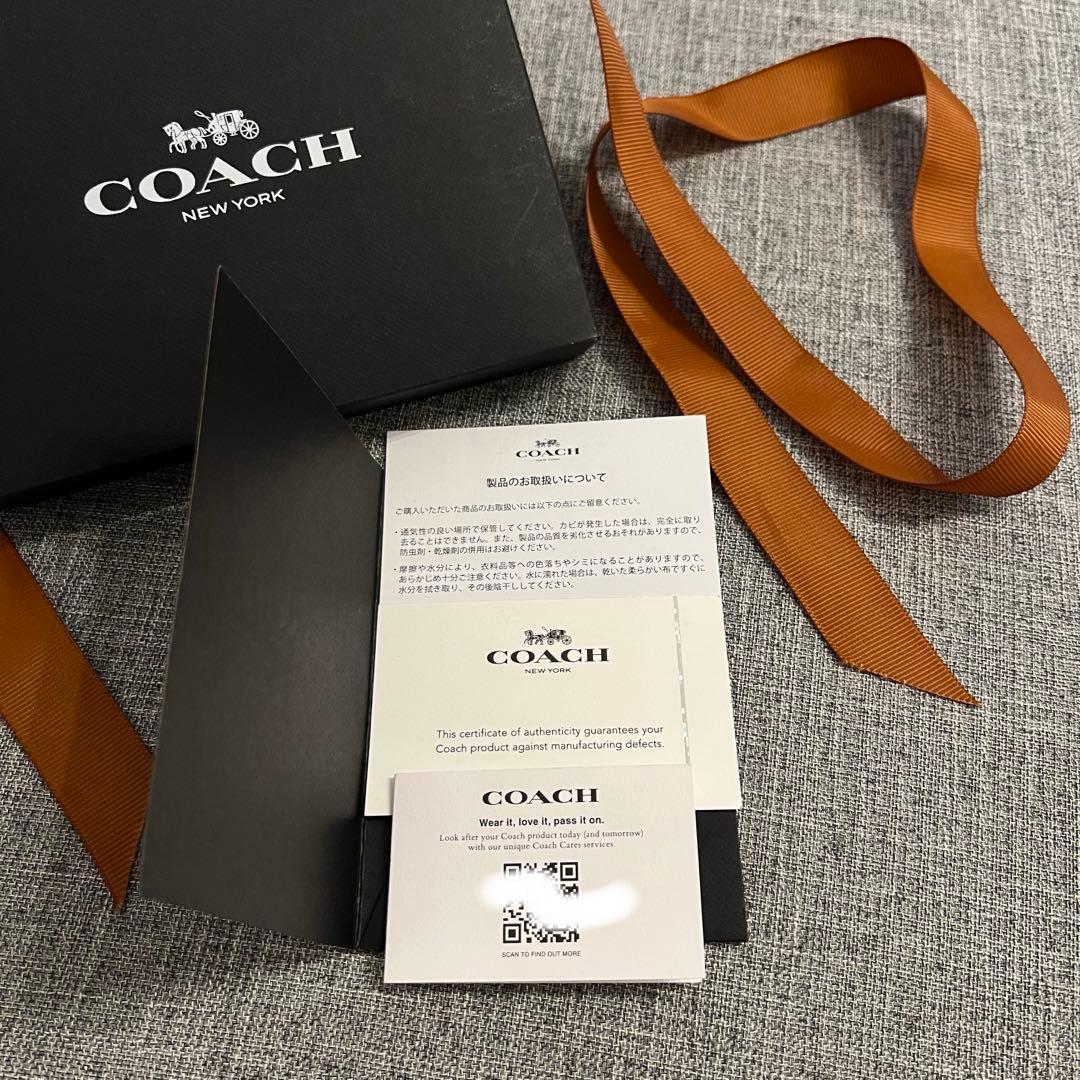 COACH
NEW YORK
COACH
NEW YORK
製品のお取扱いについて
ご購入いただいた商品のお取扱いには以下の点にご留意ください。
・通気性の良い場所で保管してください。カビが発生した場合は、完全に取り
去ることはできません。また、製品の品質を劣化させるおそれがありますので、
防虫剤・乾燥剤の併用はお避けください。
・摩擦や水分により、衣料品等への色落ちやシミになることがありますので、
あらかじめ十分ご注意ください。水に濡れた場合は、乾いた柔らかい布ですぐに
水分を拭き取り、その後陰干ししてください。
COACH
NEW YORK
This certificate of authenticity guarantees your
Coach product against manufacturing defects.
COACH
Wear it, love it, pass it on.
Look after your Coach product today (and tomorrow)
with our unique Coach Cares services.
SCAN TO FIND OUT MORE